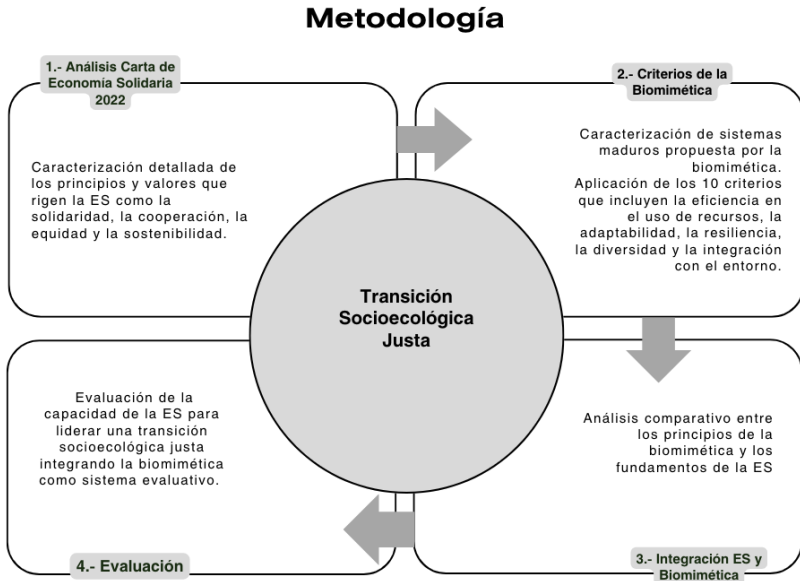 Metodología
1.- Análisis Carta de
Economía Solidaria
2022
Caracterización detallada de
los principios y valores que
rigen la ES como la
solidaridad, la cooperación, la
equidad y la sostenibilidad.
2.- Criterios de la
Biomimética
Caracterización de sistemas
maduros propuesta por la
biomimética.
Aplicación de los 10 criterios
que incluyen la eficiencia en
el uso de recursos, la
adaptabilidad, la resiliencia,
la diversidad y la integración
con el entorno.
Transición
Socioecológica
Justa
Análisis comparativo entre
los principios de la
biomimética y los
fundamentos de la ES
3.- Integración ES y
Biomimética
Evaluación de la
capacidad de la ES para
liderar una transición
socioecológica justa
integrando la biomimética
como sistema evaluativo.
4.- Evaluación